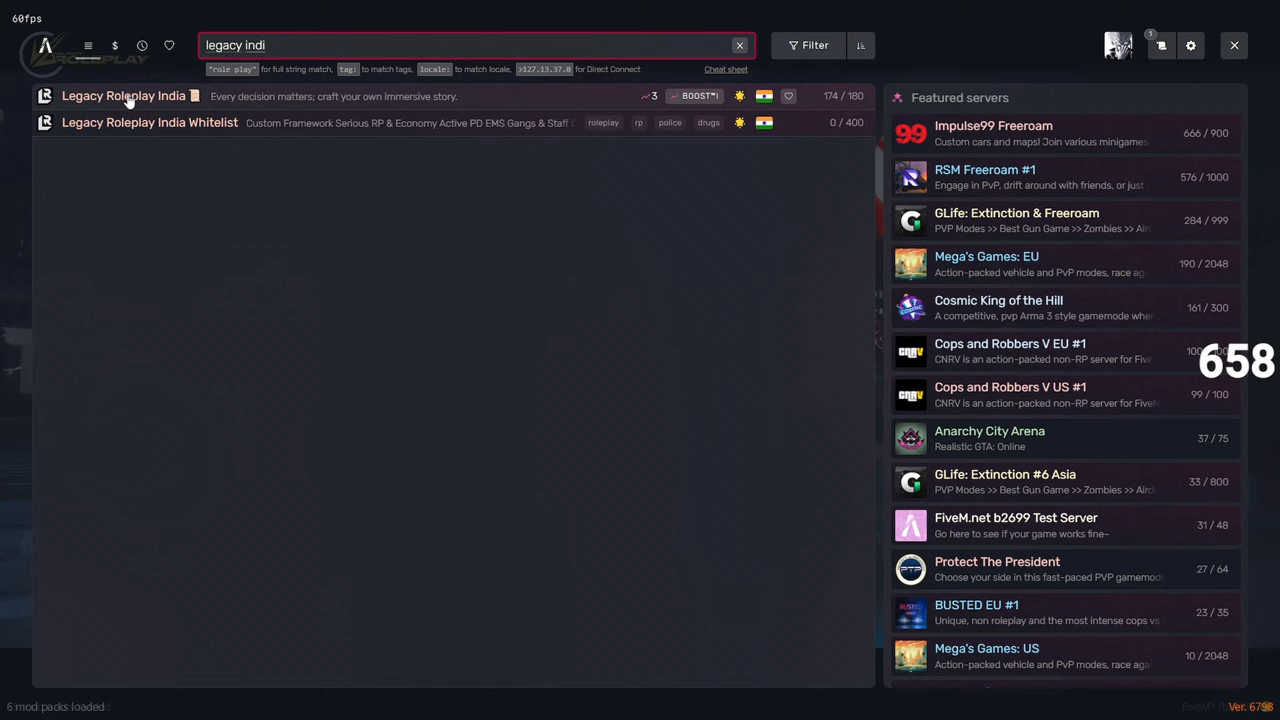 60fps
ROLEPLAY
$
legacy indi
Filter
1
"role play" for full string match, tag: to match tags, locale: to match locale, >127.13.37.0 for Direct Connect
Cheat sheet
Legacy Roleplay India
Every decision matters; craft your own immersive story.
3
BOOST™!
174 / 180
Legacy Roleplay India Whitelist
Custom Framework Serious RP & Economy Active PD EMS Gangs & Staff
roleplay
rp
police
drugs
0 / 400
Featured servers
99
Impulse99 Freeroam
666 / 900
Custom cars and maps! Join various minigames
RSM Freeroam #1
576 / 1000
Engage in PvP, drift around with friends, or just
G
GLife: Extinction & Freeroam
284 / 999
PVP Modes >> Best Gun Game >> Zombies >>
Mega's Games: EU
190 / 2048
Action-packed vehicle and PvP modes, race
COSMIC
Cosmic King of the Hill
161 / 300
A competitive, pvp Arma 3 style gamemode
CNRV
Cops and Robbers V EU #1
CNRV is an action-packed non-RP server for
658
CNRV
Cops and Robbers V US #1
99 / 100
CNRV is an action-packed non-RP server for
Anarchy City Arena
37 / 75
Realistic GTA: Online
G
GLife: Extinction #6 Asia
33 / 800
PVP Modes >> Best Gun Game >> Zombies >>
FiveM.net b2699 Test Server
31 / 48
Go here to see if your game works fine~
PTP
Protect The President
27 / 64
Choose your side in this fast-paced PVP
BUSTED
BUSTED EU #1
23 / 35
Unique, non roleplay and the most intense cops vs
Mega's Games: US
10 / 2048
Action-packed vehicle and PvP modes, race
6 mod packs loaded
FiveM
Ver. 6798